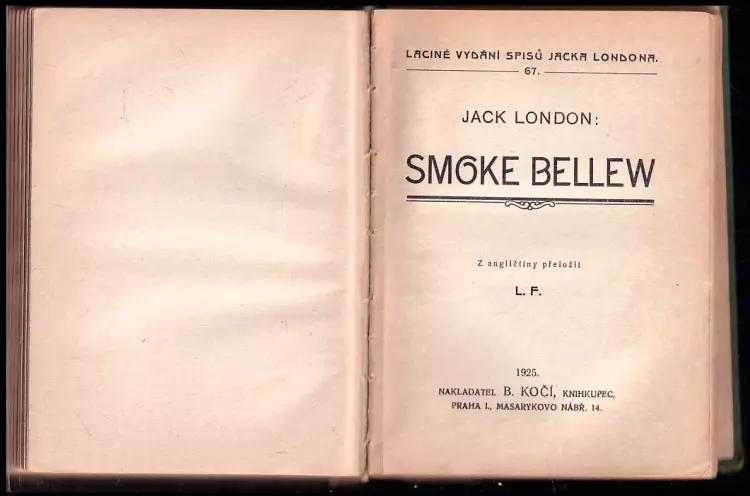 LACINÉ VYDÁNÍ SPISŮ JACKA LONDONA.
67.
JACK LONDON:
SMOKE BELLEW
Z angličtiny přeložil
L. F.
1925.
NAKLADATEL B. KOČÍ, KNIHKUPEC,
PRAHA I., MASARYKOVO NÁBŘ. 14.